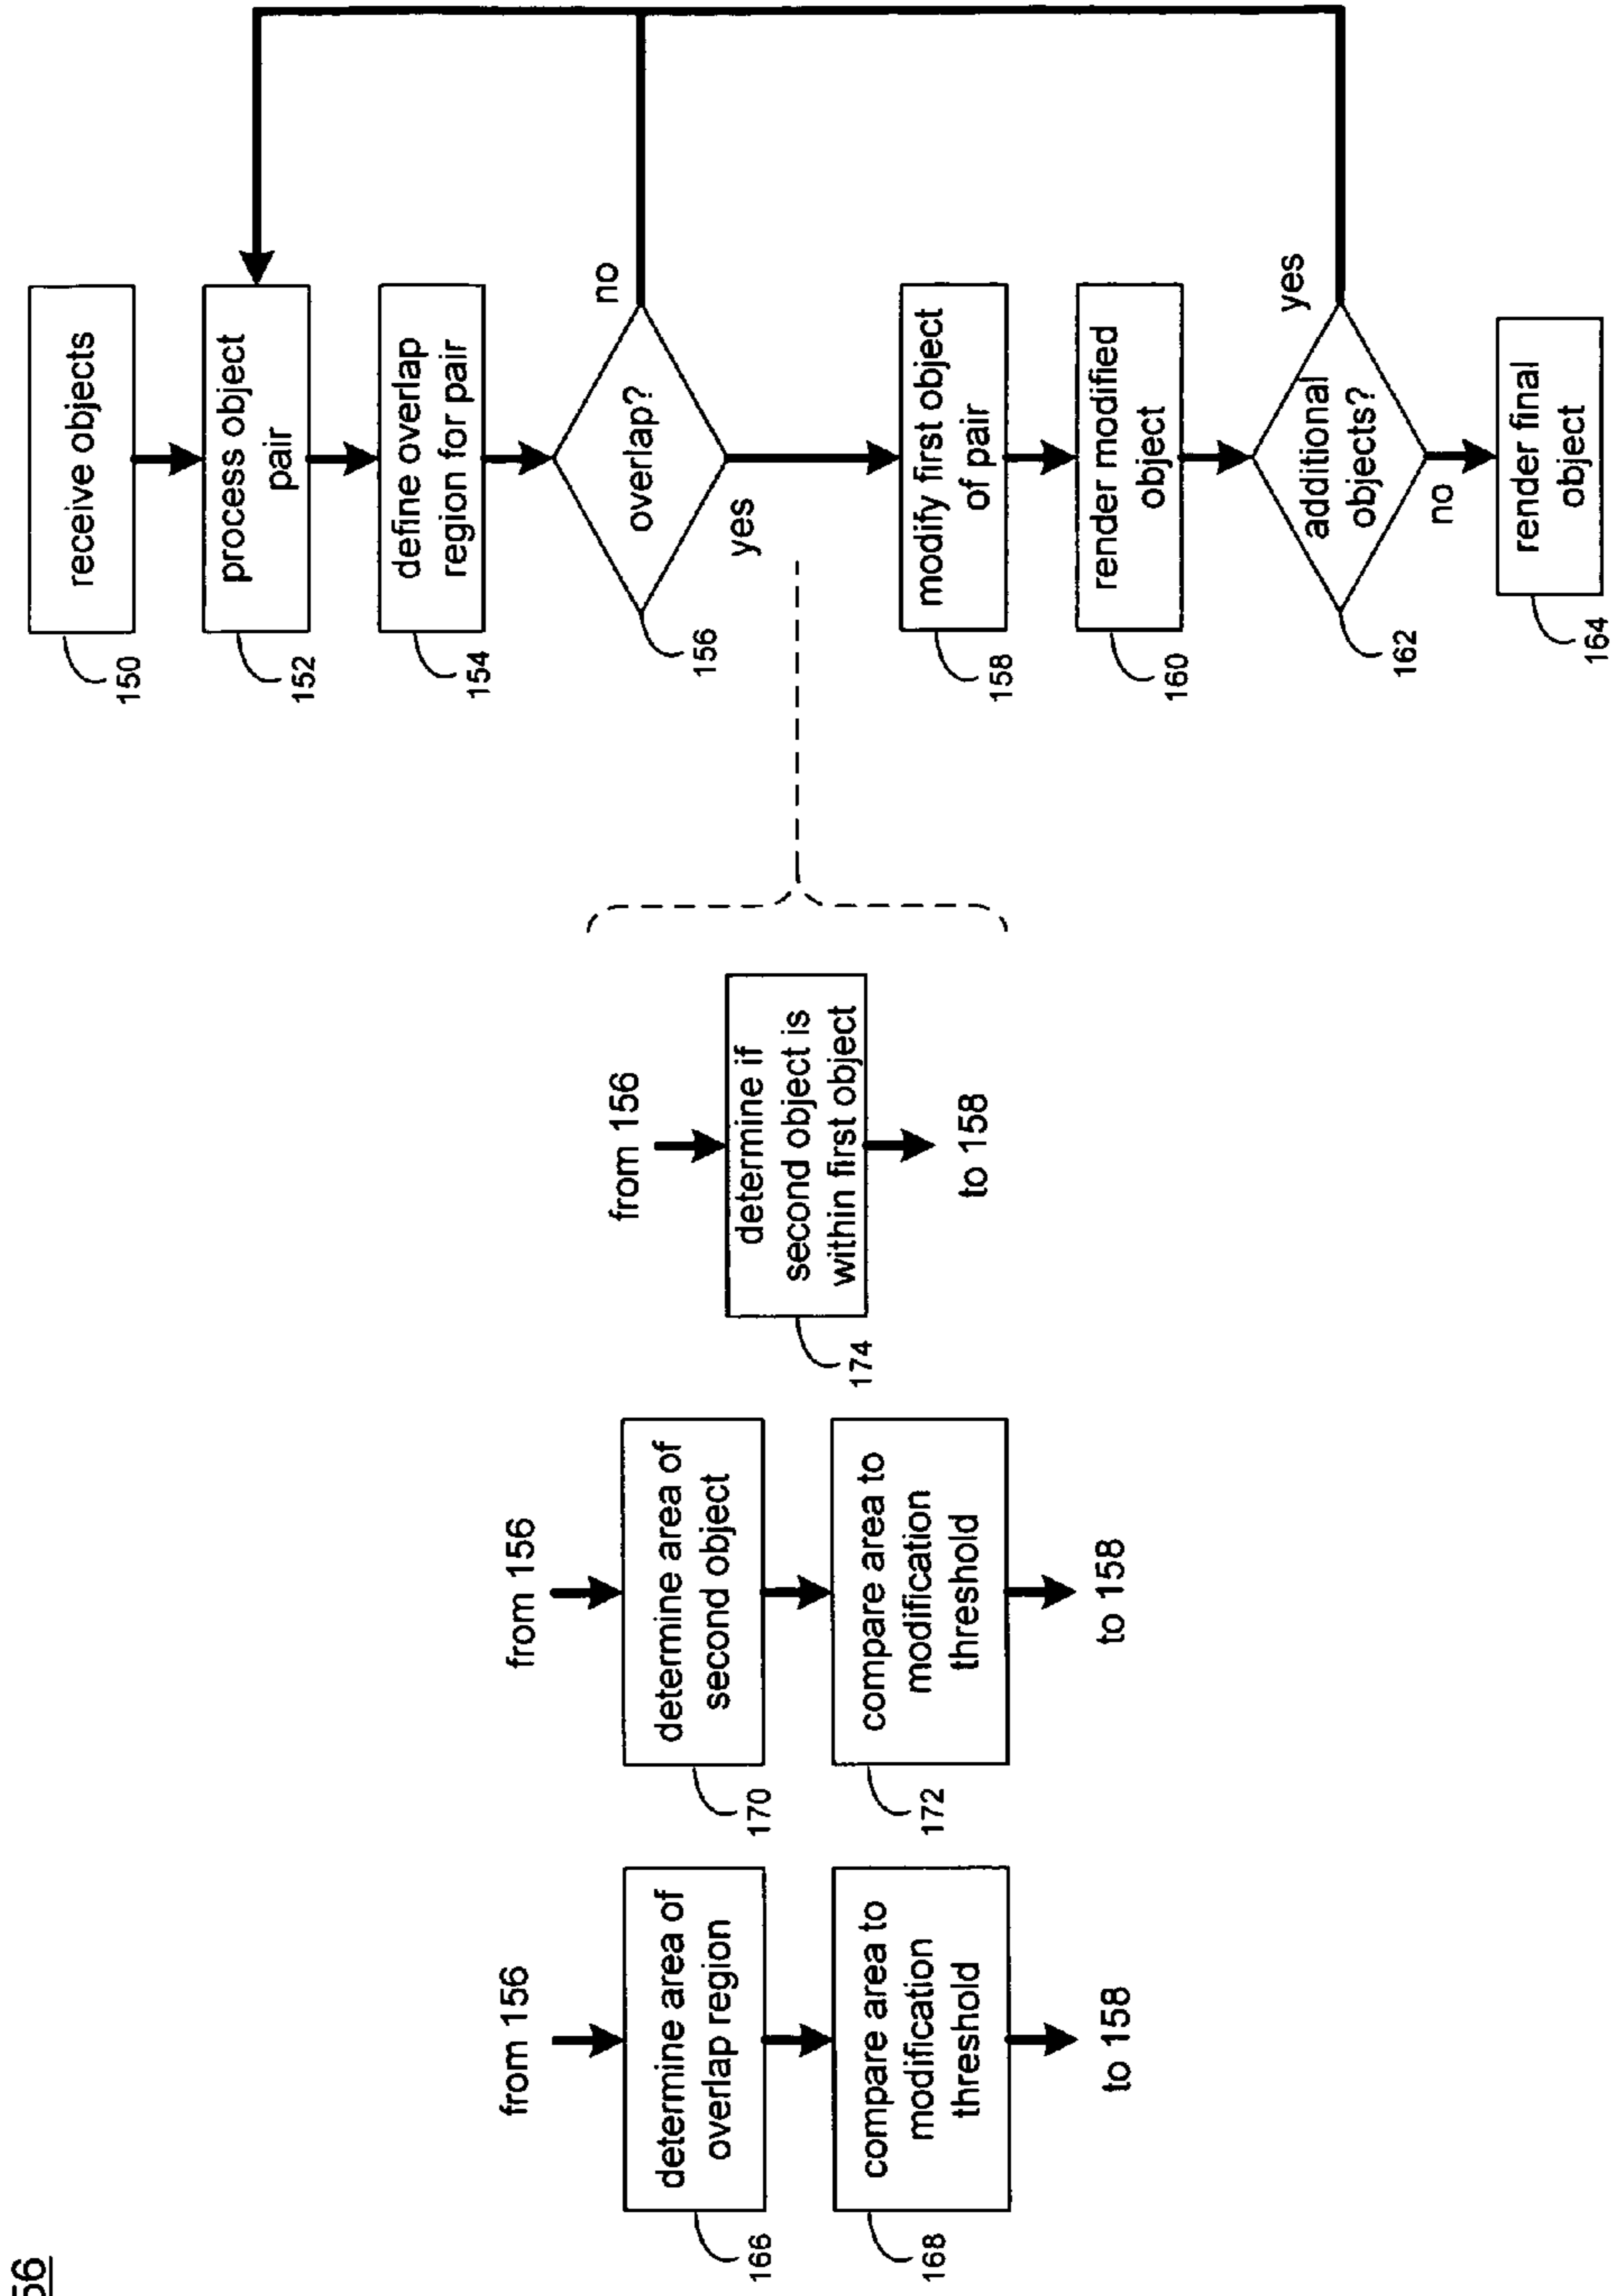 56
receive objects
150
process object
pair
152
define overlap
region for pair
154
overlap?
no
156
yes
modify first object
of pair
158
render modified
object
160
additional
objects?
yes
162
no
render final
object
164
from 156
determine if
second object is
within first object
174
to 158
from 156
determine area of
second object
170
compare area to
modification
threshold
172
to 158
from 156
determine area of
overlap region
166
compare area to
modification
threshold
168
to 158